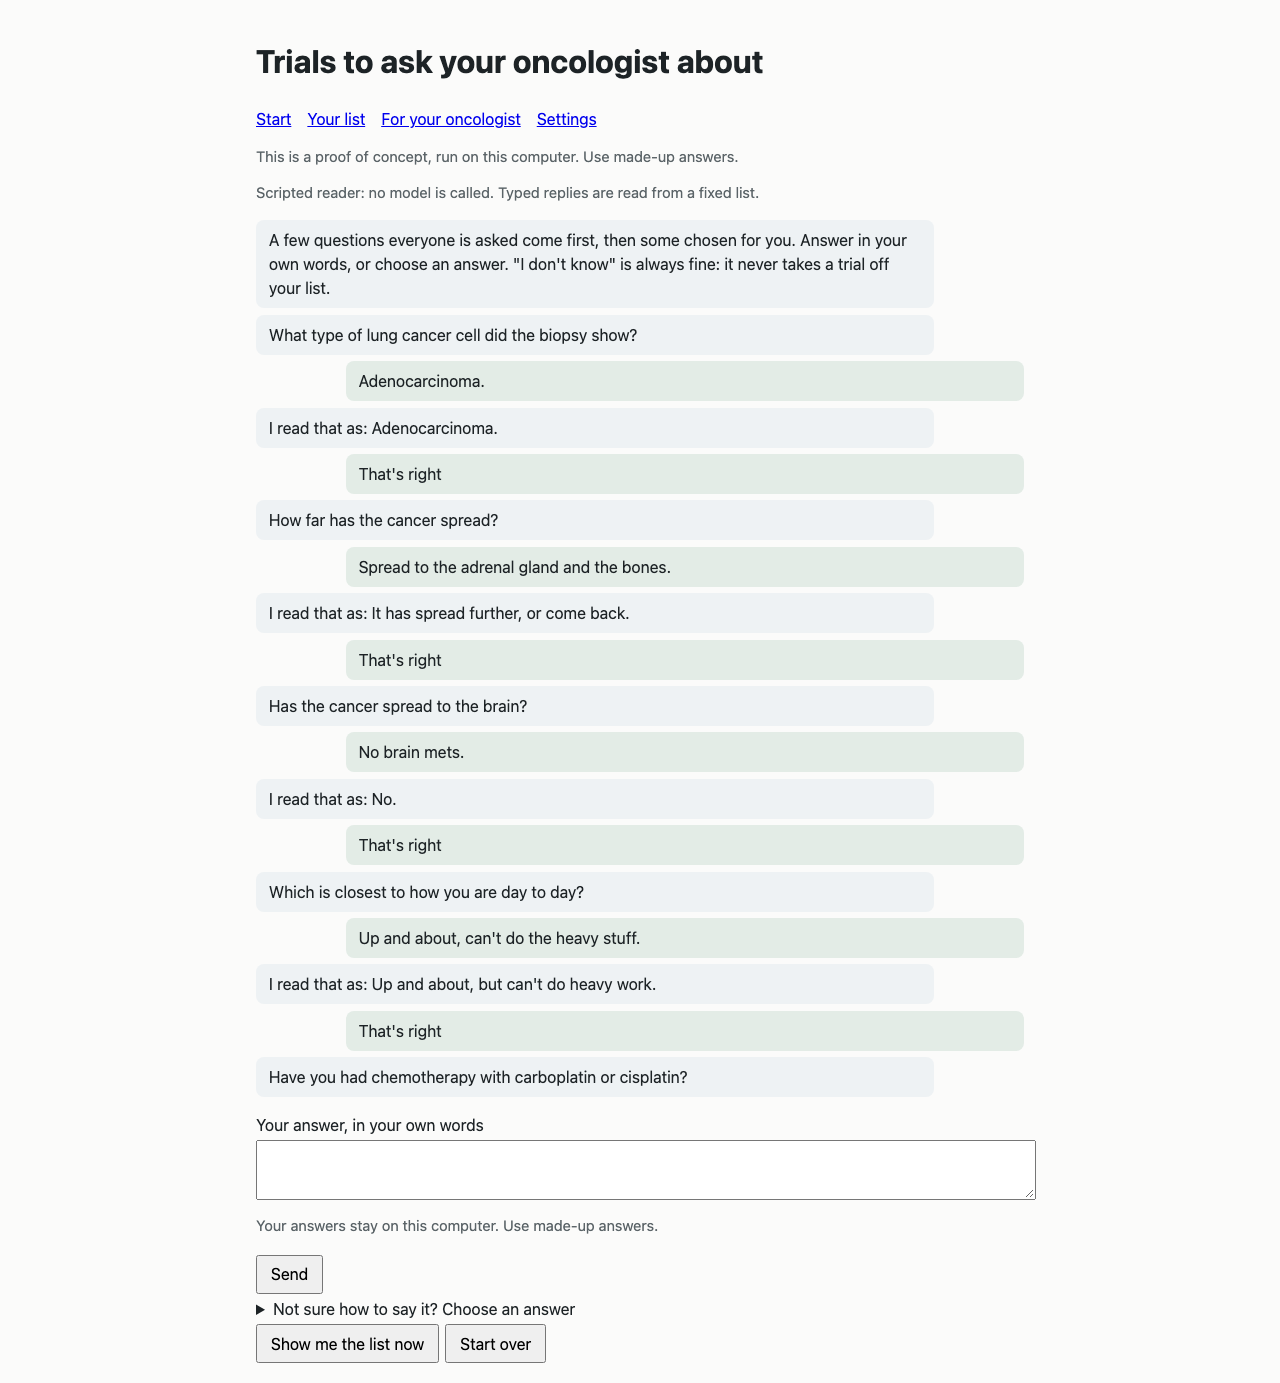 Trials to ask your oncologist about
Start Your list For your oncologist Settings
This is a proof of concept, run on this computer. Use made-up answers.
Scripted reader: no model is called. Typed replies are read from a fixed list.
A few questions everyone is asked come first, then some chosen for you. Answer in your
own words, or choose an answer. "I don't know" is always fine: it never takes a trial off
your list.
What type of lung cancer cell did the biopsy show?
Adenocarcinoma.
I read that as: Adenocarcinoma.
That's right
How far has the cancer spread?
Spread to the adrenal gland and the bones.
I read that as: It has spread further, or come back.
That's right
Has the cancer spread to the brain?
No brain mets.
I read that as: No.
That's right
Which is closest to how you are day to day?
Up and about, can't do the heavy stuff.
I read that as: Up and about, but can't do heavy work.
That's right
Have you had chemotherapy with carboplatin or cisplatin?
Your answer, in your own words
Your answers stay on this computer. Use made-up answers.
Send
Not sure how to say it? Choose an answer
Show me the list now Start over